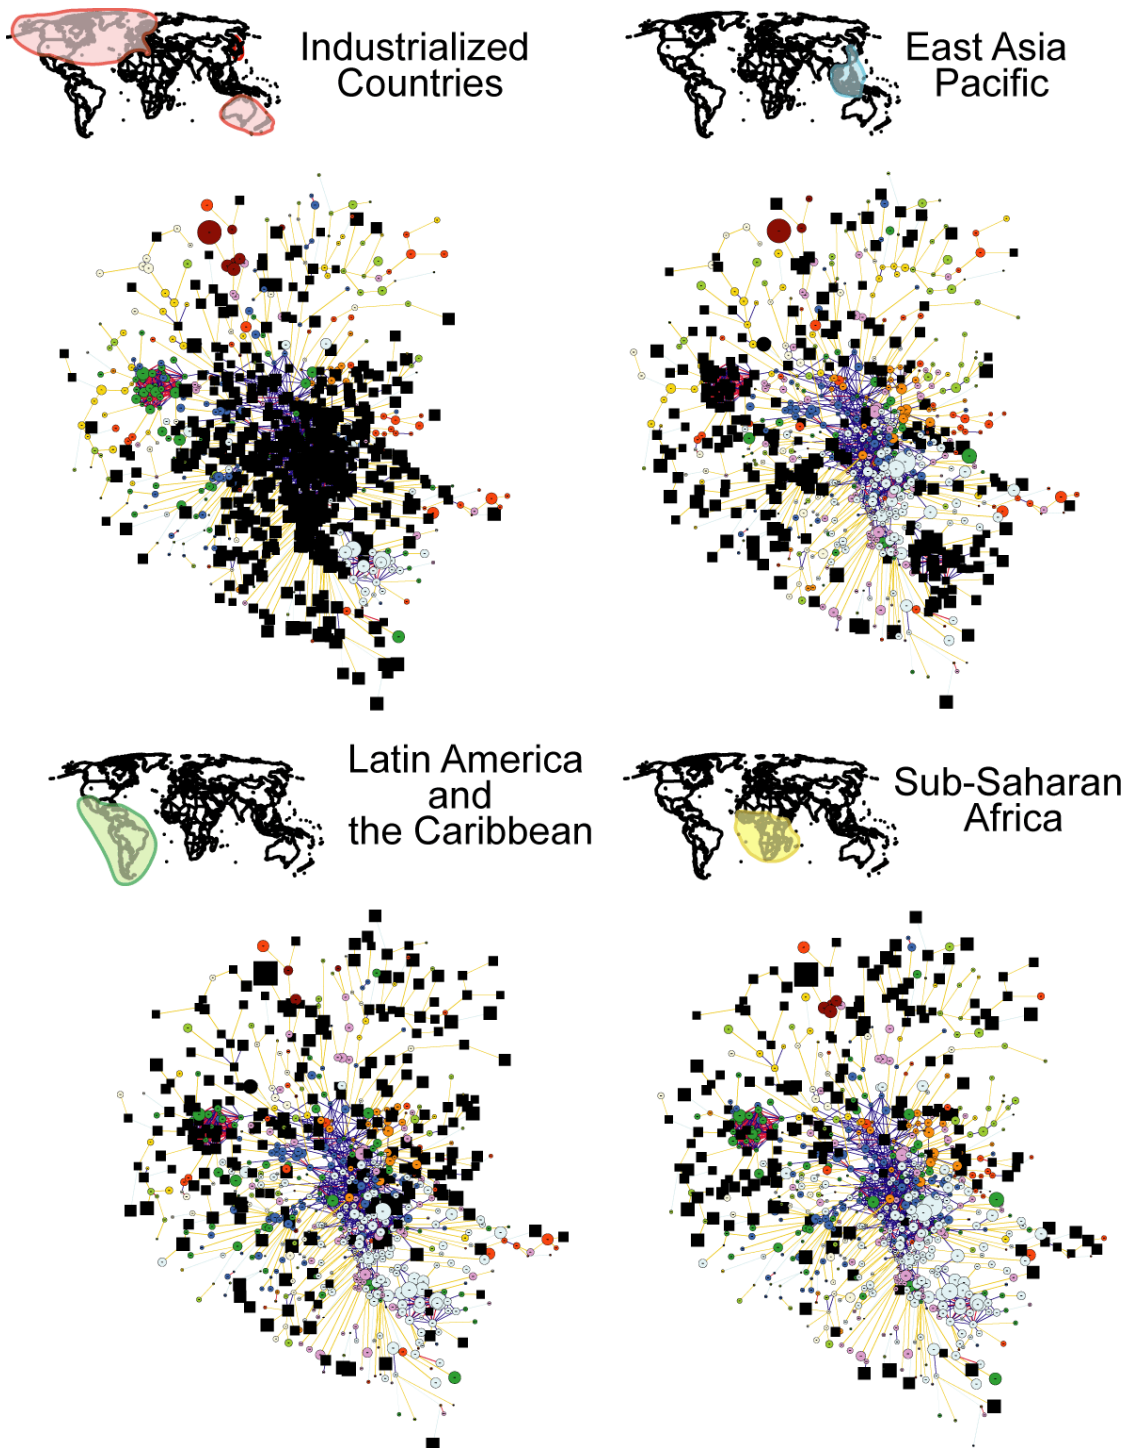 Industrialized
Countries
East Asia
Pacific
Latin America
and
the Caribbean
Sub-Saharan
Africa